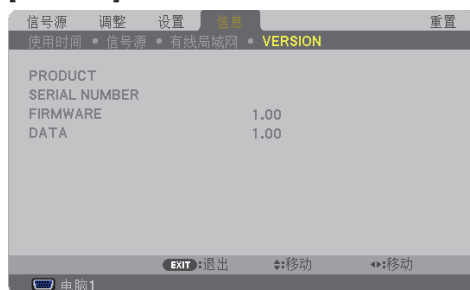 信号源 调整 设置 信息 重置
使用时间 • 信号源 • 有线局域网 • VERSION
PRODUCT
SERIAL NUMBER
FIRMWARE 1.00
DATA 1.00
EXIT :退出 :移动 :移动
电脑1